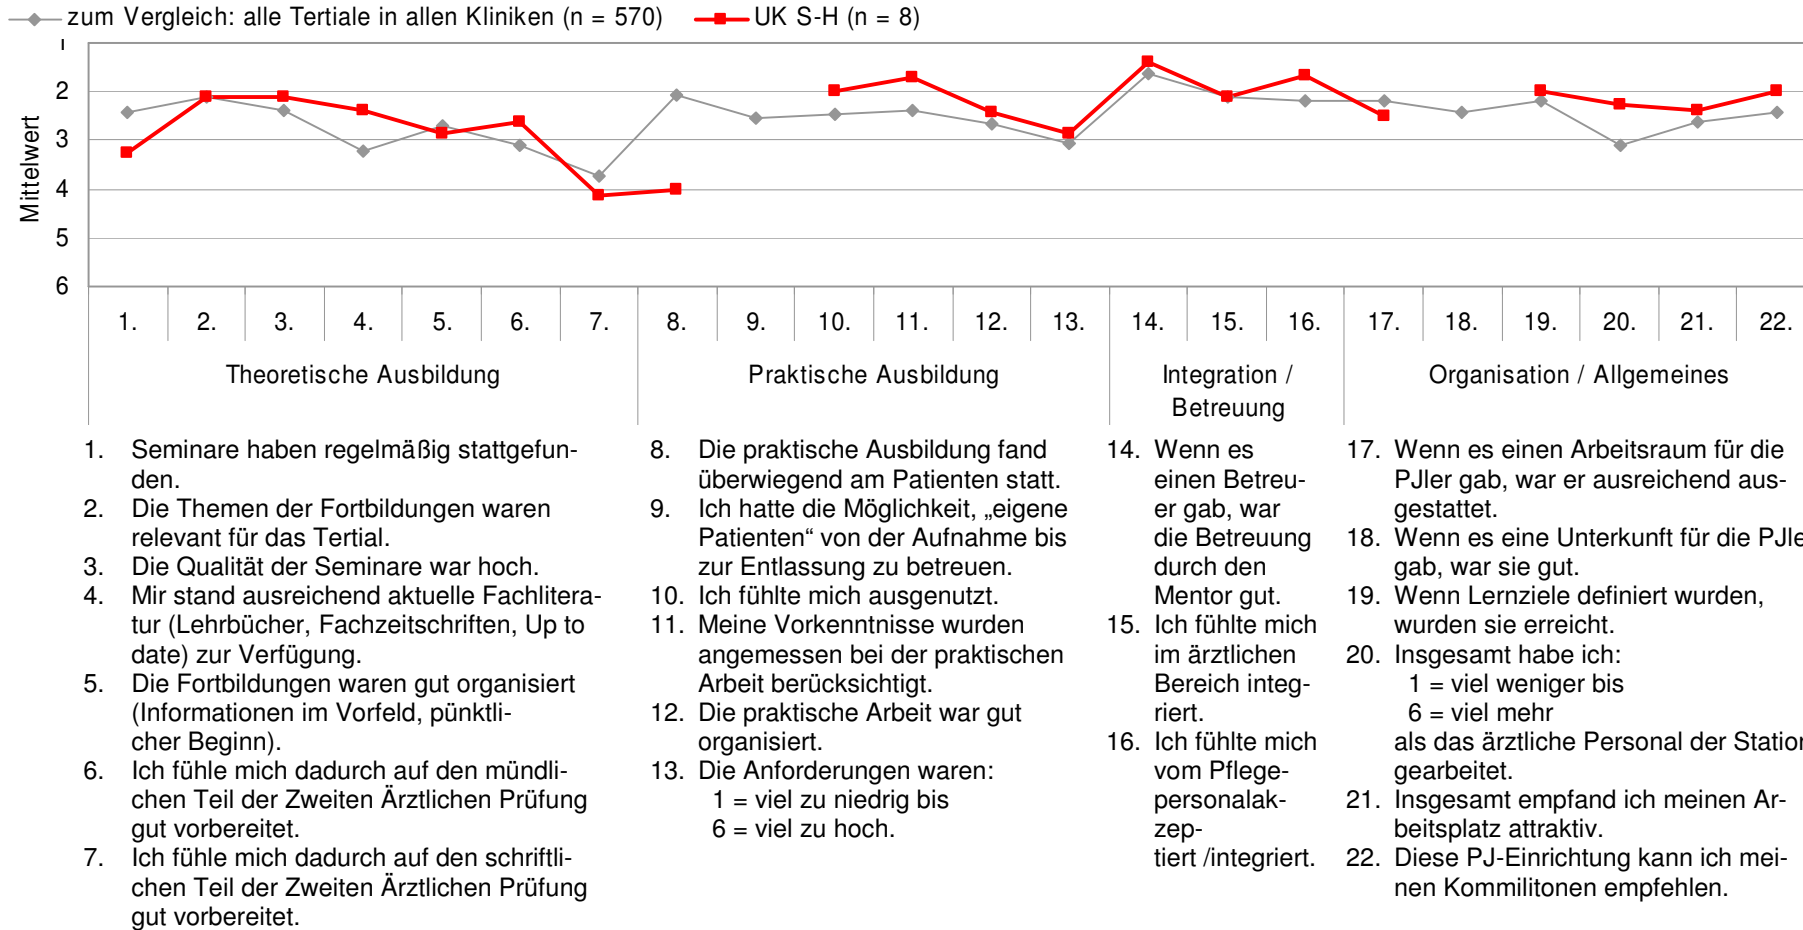 zum Vergleich: alle Tertiale in allen Kliniken (n = 570) UK S-H (n = 8)
1
2
3
4
5
6
Mittelwert
1. 2. 3. 4. 5. 6. 7. 8. 9. 10. 11. 12. 13. 14. 15. 16. 17. 18. 19. 20. 21. 22.
Theoretische Ausbildung
Praktische Ausbildung
Integration /
Betreuung
Organisation / Allgemeines
1. Seminare haben regelmäßig stattgefun-
den.
2. Die Themen der Fortbildungen waren
relevant für das Tertial.
3. Die Qualität der Seminare war hoch.
4. Mir stand ausreichend aktuelle Fachlitera-
tur (Lehrbücher, Fachzeitschriften, Up to
date) zur Verfügung.
5. Die Fortbildungen waren gut organisiert
(Informationen im Vorfeld, pünktli-
cher Beginn).
6. Ich fühle mich dadurch auf den mündli-
chen Teil der Zweiten Ärztlichen Prüfung
gut vorbereitet.
7. Ich fühle mich dadurch auf den schriftli-
chen Teil der Zweiten Ärztlichen Prüfung
gut vorbereitet.
8. Die praktische Ausbildung fand
überwiegend am Patienten statt.
9. Ich hatte die Möglichkeit, „eigene
Patienten“ von der Aufnahme bis
zur Entlassung zu betreuen.
10. Ich fühlte mich ausgenutzt.
11. Meine Vorkenntnisse wurden
angemessen bei der praktischen
Arbeit berücksichtigt.
12. Die praktische Arbeit war gut
organisiert.
13. Die Anforderungen waren:
1 = viel zu niedrig bis
6 = viel zu hoch.
14. Wenn es
einen Betreu-
er gab, war
die Betreuung
durch den
Mentor gut.
15. Ich fühlte mich
im ärztlichen
Bereich integ-
riert.
16. Ich fühlte mich
vom Pflege-
personalak-
zep-
tiert /integriert.
17. Wenn es einen Arbeitsraum für die
PJler gab, war er ausreichend aus-
gestattet.
18. Wenn es eine Unterkunft für die PJle
gab, war sie gut.
19. Wenn Lernziele definiert wurden,
wurden sie erreicht.
20. Insgesamt habe ich:
1 = viel weniger bis
6 = viel mehr
als das ärztliche Personal der Station
gearbeitet.
21. Insgesamt empfand ich meinen Ar-
beitsplatz attraktiv.
22. Diese PJ-Einrichtung kann ich mei-
nen Kommilitonen empfehlen.